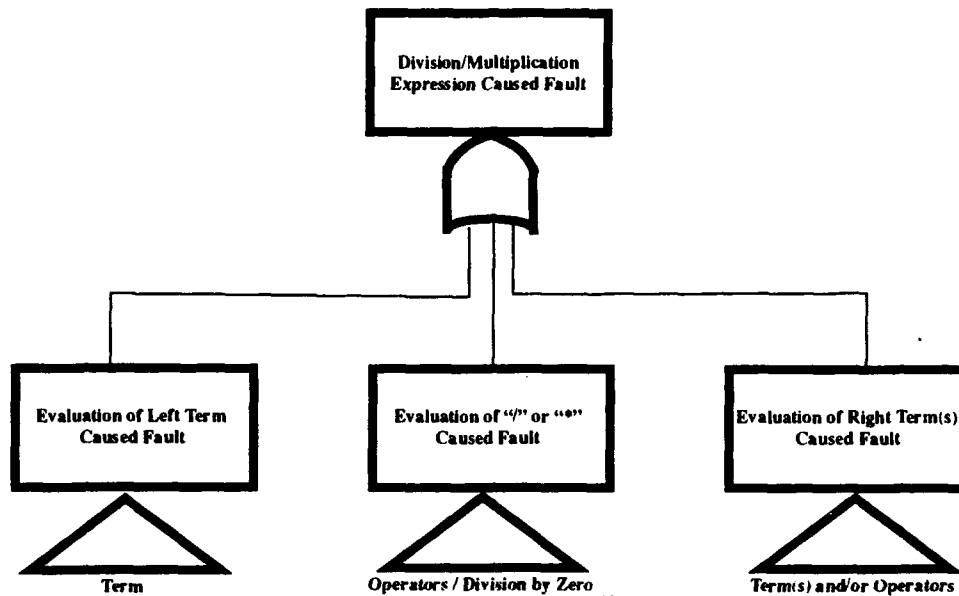 Division/Multiplication
Expression Caused Fault
Evaluation of Left Term
Caused Fault
Evaluation of “/” or “*”
Caused Fault
Evaluation of Right Term(s)
Caused Fault
Term
Operators / Division by Zero
Term(s) and/or Operators